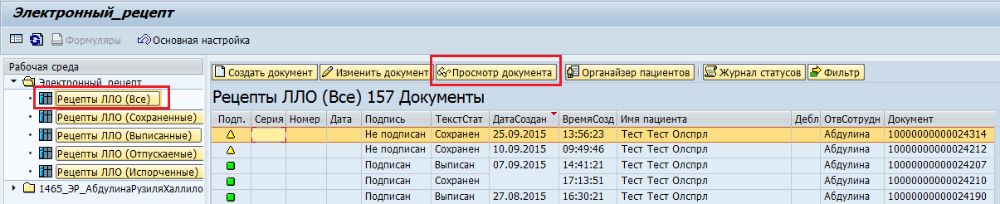 Электронный_рецепт
Формуляры Основная настройка
Рабочая среда
Электронный_рецепт
Рецепты ЛЛО (Все)
Рецепты ЛЛО (Сохраненные)
Рецепты ЛЛО (Выписанные)
Рецепты ЛЛО (Отпускаемые)
Рецепты ЛЛО (Испорченные)
1465_ЭР_АбдулинаРузиляХаллило
Создать документ Изменить документ Просмотр документа Органайзер пациентов Журнал статусов Фильтр
Рецепты ЛЛО (Все) 157 Документы
Подп. Серия Номер Дата Подпись ТекстСтат ДатаСоздан ВремяСозд Имя пациента Дебл ОтвСотрудн Документ
Не подписан Сохранен 25.09.2015 13:56:23 Тест Тест Олспрл Абдулина 10000000000024314
Не подписан Сохранен 10.09.2015 09:49:46 Тест Тест Олспрл Абдулина 10000000000024212
Подписан Выписан 07.09.2015 14:41:21 Тест Тест Олспрл Абдулина 10000000000024207
Подписан Сохранен 17:13:51 Тест Тест Олспрл Абдулина 10000000000024210
Подписан Выписан 27.08.2015 16:30:21 Тест Тест Олспрл Абдулина 10000000000024190